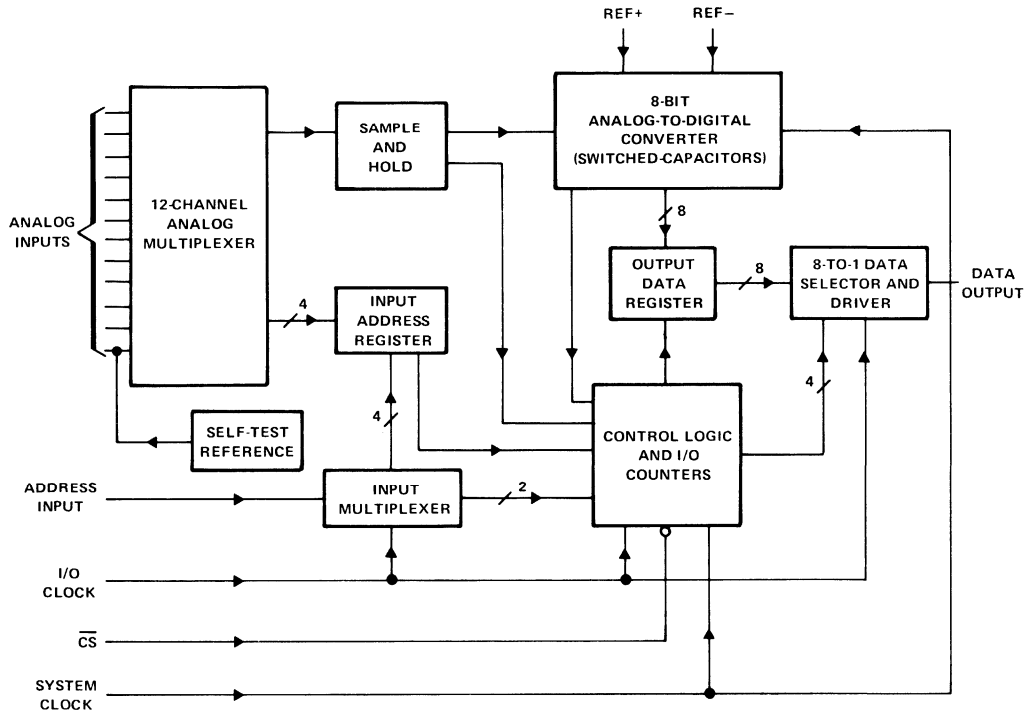 REF+
REF−
8-BIT
ANALOG-TO-DIGITAL
CONVERTER
(SWITCHED-CAPACITORS)
SAMPLE
AND
HOLD
12-CHANNEL
ANALOG
MULTIPLEXER
ANALOG
INPUTS
8
OUTPUT
DATA
REGISTER
8
8-TO-1 DATA
SELECTOR AND
DRIVER
DATA
OUTPUT
4
INPUT
ADDRESS
REGISTER
4
4
SELF-TEST
REFERENCE
CONTROL LOGIC
AND I/O
COUNTERS
ADDRESS
INPUT
INPUT
MULTIPLEXER
2
I/O
CLOCK
C̅S̅
SYSTEM
CLOCK